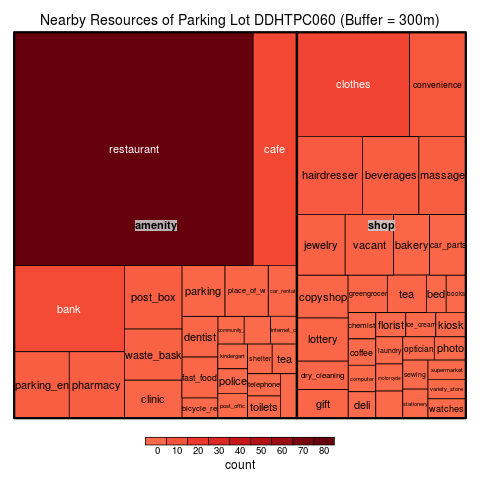 Nearby Resources of Parking Lot DDHTPC060 (Buffer = 300m)
restaurant
cafe
amenity
bank
post_box
parking
place_of_w
car_rental
waste_bask
dentist
community_
internet_c
kindergart
shelter
tea
parking_en
pharmacy
clinic
fast_food
police
telephone
bicycle_re
post_offic
toilets
clothes
convenience
hairdresser
beverages
massage
shop
jewelry
vacant
bakery
car_parts
copyshop
greengrocer
tea
bed
books
lottery
chemist
florist
ice_cream
kiosk
coffee
laundry
optician
photo
dry_cleaning
computer
motorcycle
sewing
supermarket
variety_store
gift
deli
stationery
watches
0 10 20 30 40 50 60 70 80
count